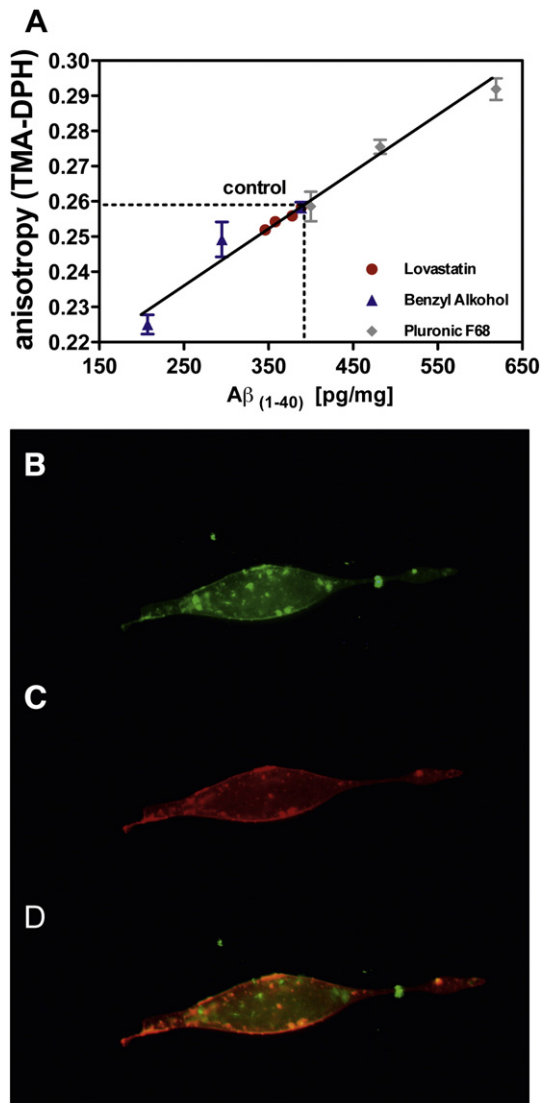 A
anisotropy (TMA-DPH)
0.30
0.29
0.28
0.27
0.26
0.25
0.24
0.23
0.22
control
Lovastatin
Benzyl Alkohol
Pluronic F68
150 250 350 450 550 650
Aβ (1-40) [pg/mg]
B
C
D